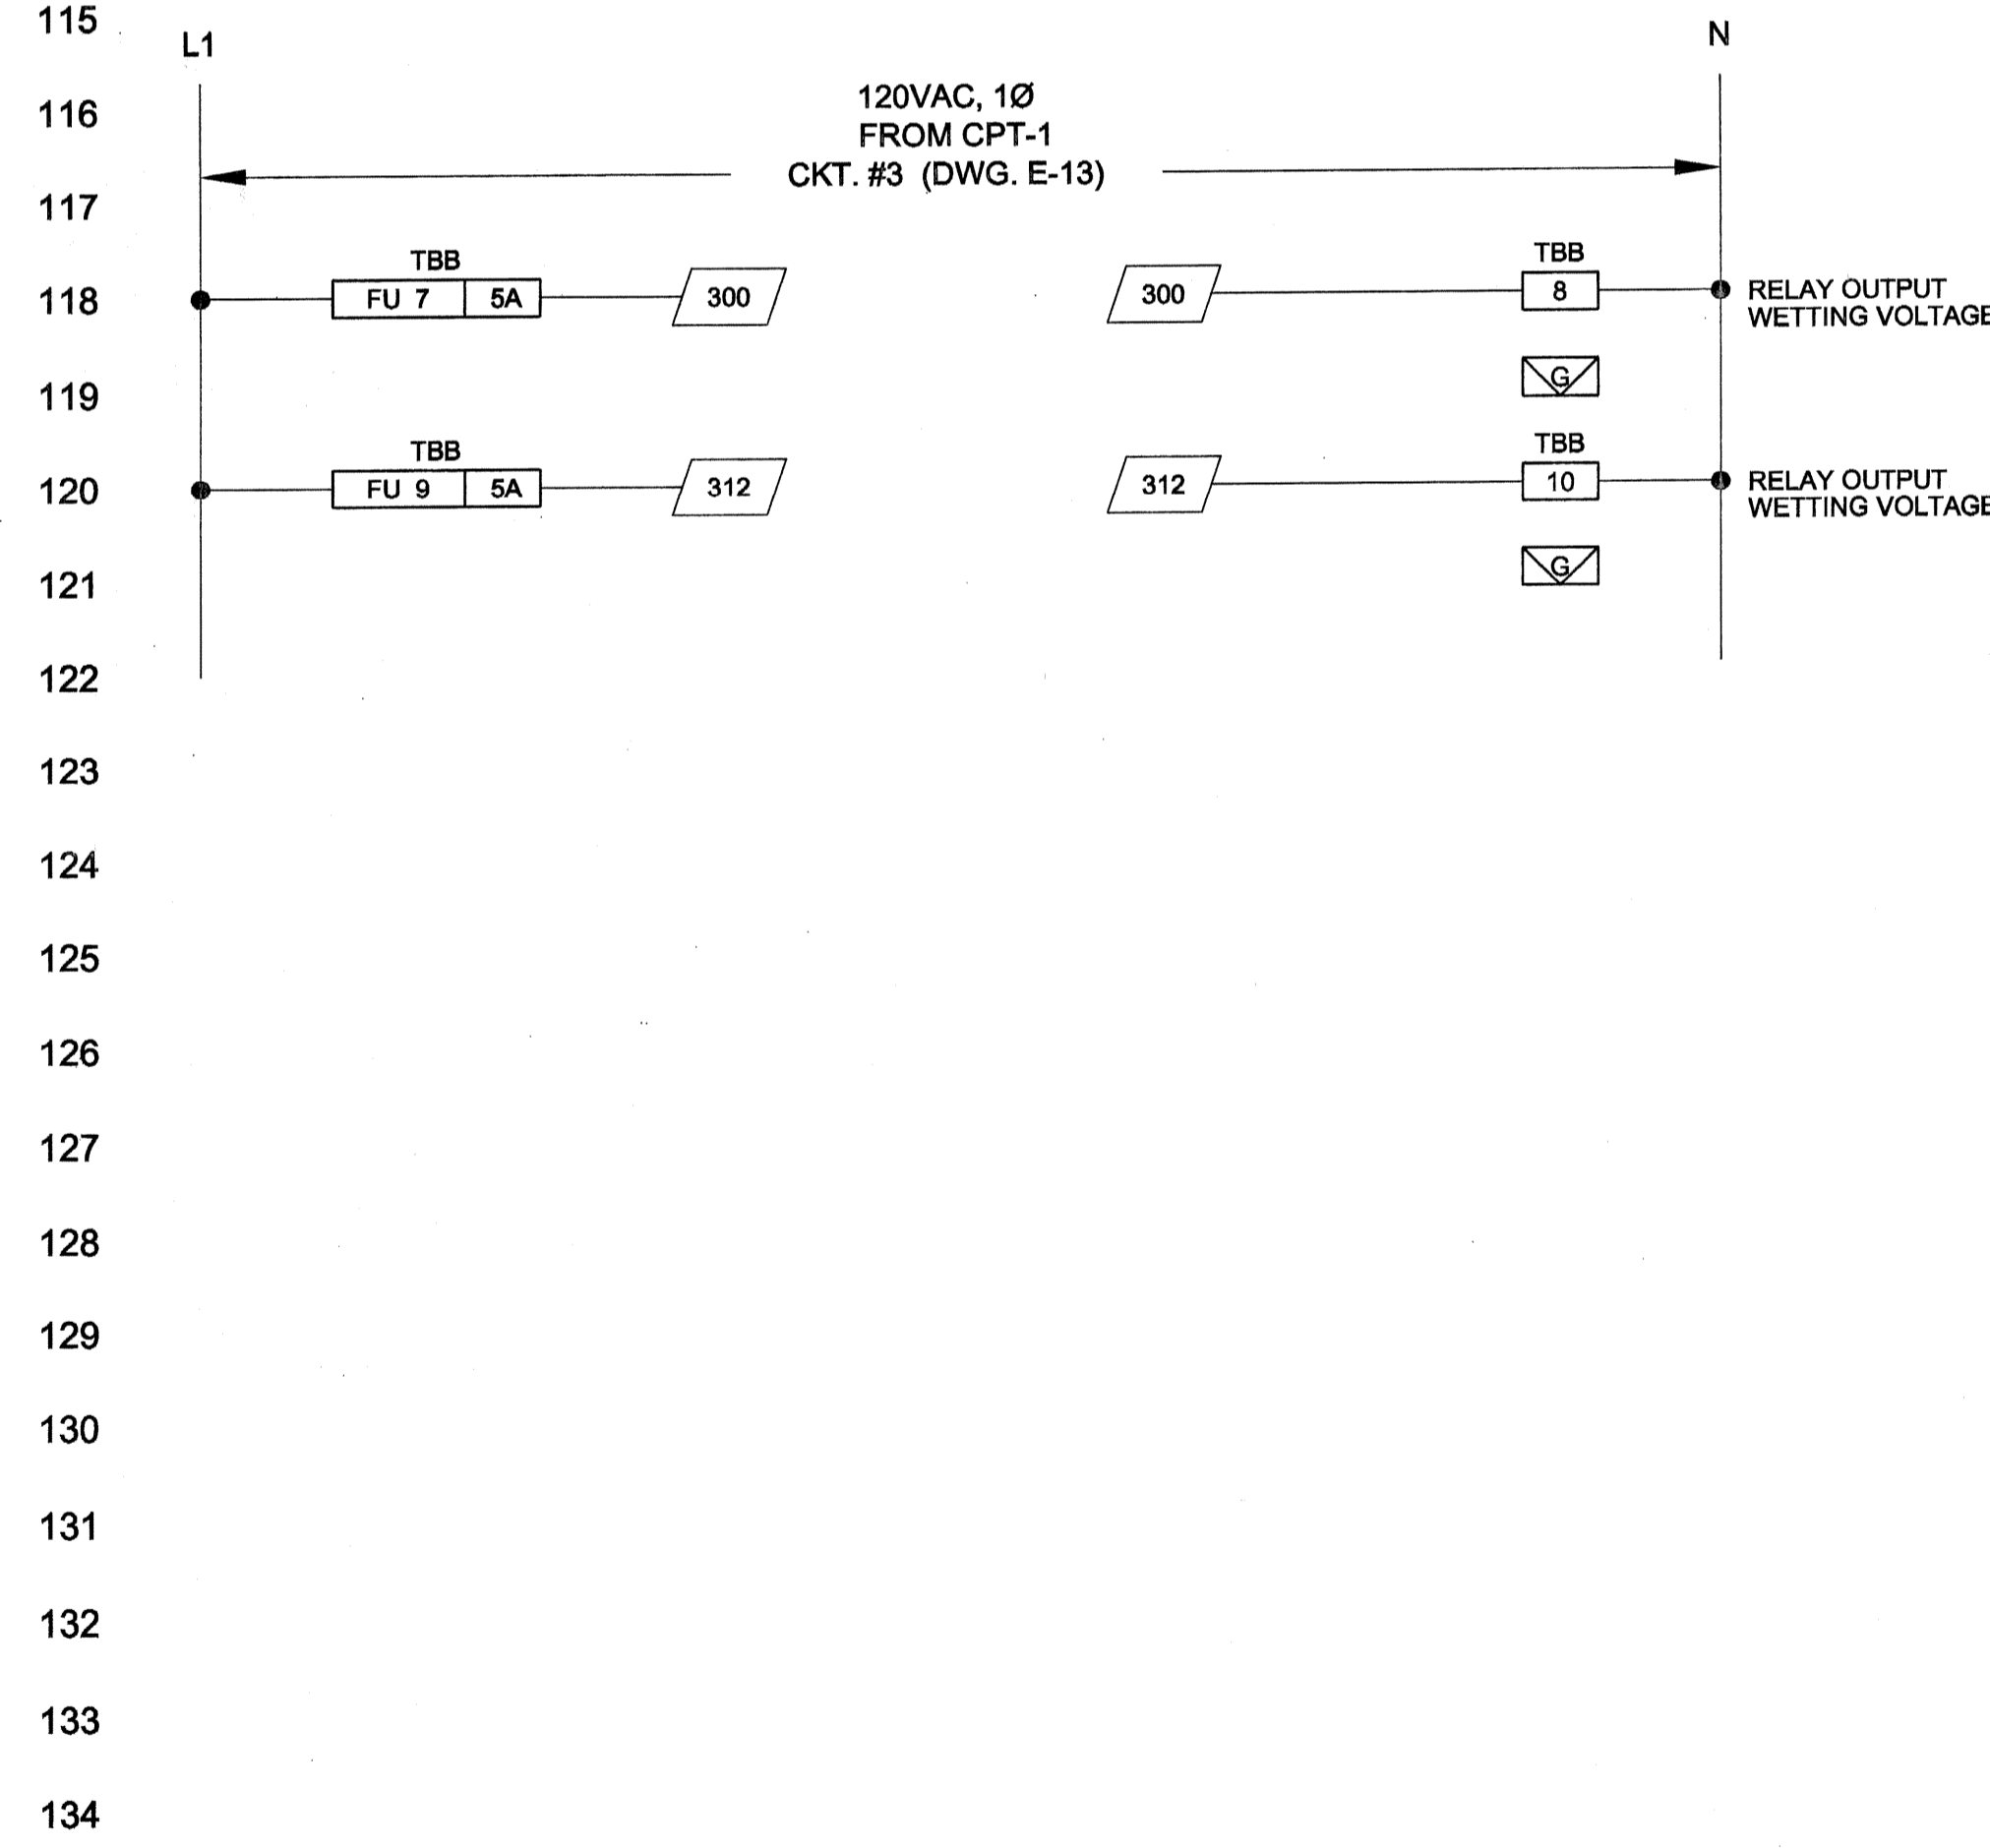 115
L1
N
116
120VAC, 1Ø
FROM CPT-1
CKT. #3 (DWG. E-13)
117
TBB
TBB
118
FU 7
5A
300
300
8
RELAY OUTPUT
WETTING VOLTAGE
119
G
TBB
TBB
120
FU 9
5A
312
312
10
RELAY OUTPUT
WETTING VOLTAGE
121
G
122
123
124
125
126
127
128
129
130
131
132
133
134